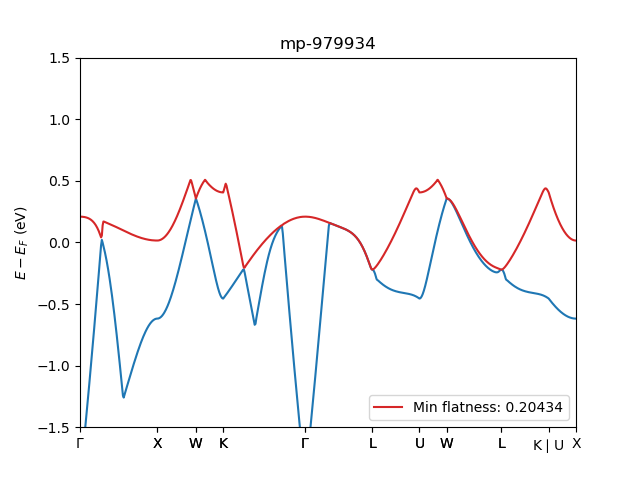 mp-979934
1.5
1.0
0.5
0.0
−0.5
−1.0
−1.5
E − E_F (eV)
Min flatness: 0.20434
Γ X W K Γ L U W L K | U X